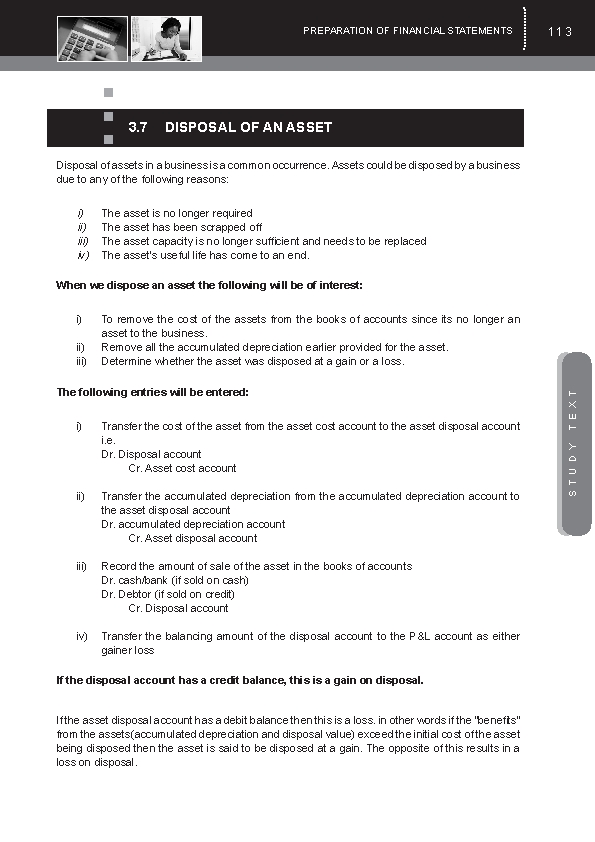 PREPARATION OF FINANCIAL STATEMENTS 113
3.7 DISPOSAL OF AN ASSET
Disposal of assets in a business is a common occurrence. Assets could be disposed by a business
due to any of the following reasons:
i) The asset is no longer required
ii) The asset has been scrapped off
iii) The asset capacity is no longer sufficient and needs to be replaced
iv) The asset's useful life has come to an end.
When we dispose an asset the following will be of interest:
i) To remove the cost of the assets from the books of accounts since its no longer an
asset to the business.
ii) Remove all the accumulated depreciation earlier provided for the asset.
iii) Determine whether the asset was disposed at a gain or a loss.
The following entries will be entered:
i) Transfer the cost of the asset from the asset cost account to the asset disposal account
i.e.
Dr. Disposal account
Cr. Asset cost account
ii) Transfer the accumulated depreciation from the accumulated depreciation account to
the asset disposal account
Dr. accumulated depreciation account
Cr. Asset disposal account
iii) Record the amount of sale of the asset in the books of accounts
Dr. cash/bank (if sold on cash)
Dr. Debtor (if sold on credit)
Cr. Disposal account
iv) Transfer the balancing amount of the disposal account to the P&L account as either
gainer loss
If the disposal account has a credit balance, this is a gain on disposal.
If the asset disposal account has a debit balance then this is a loss. in other words if the "benefits"
from the assets(accumulated depreciation and disposal value) exceed the initial cost of the asset
being disposed then the asset is said to be disposed at a gain. The opposite of this results in a
loss on disposal.
STUDY TEXT